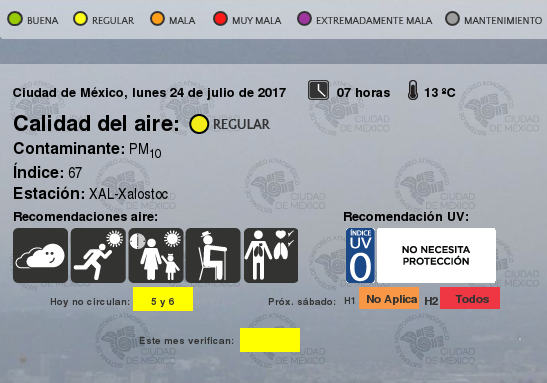 BUENA REGULAR MALA MUY MALA EXTREMADAMENTE MALA MANTENIMIENTO
Ciudad de México, lunes 24 de julio de 2017 07 horas 13 ºC
Calidad del aire: REGULAR
Contaminante: PM10
Índice: 67
Estación: XAL-Xalostoc
Recomendaciones aire: Recomendación UV:
ÍNDICE
UV
0
NO NECESITA
PROTECCIÓN
Hoy no circulan: 5 y 6 Próx. sábado: H1 No Aplica H2 Todos
Este mes verifican: